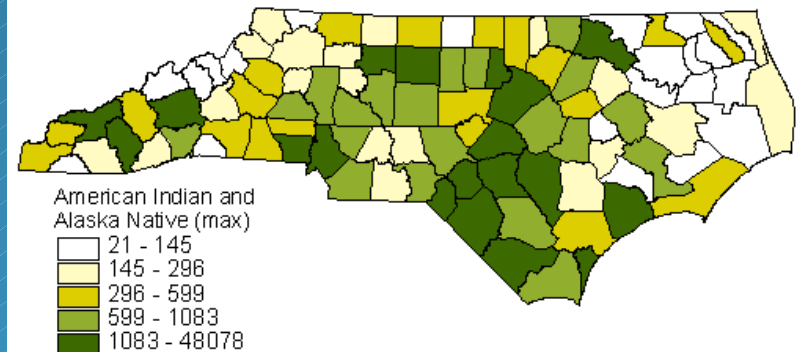 American Indian and
Alaska Native (max)
21 - 145
145 - 296
296 - 599
599 - 1083
1083 - 48078